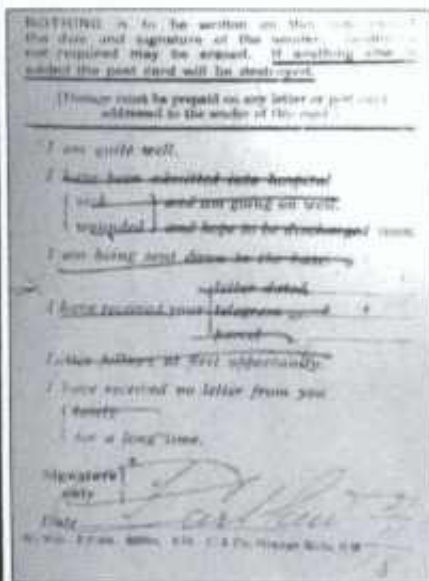 NOTHING is to be written on this
the date and signature of the sender.
not required may be erased. If anything else is
added the post card will be destroyed.
[Postage must be prepaid on any letter or post card
addressed to the sender of this card.]
I am quite well.
I have been admitted into hospital
sick and am going on well.
wounded and hope to be discharged soon.
I am being sent down to the base.
letter dated
I have received your telegram
parcel
Letter follows at first opportunity.
I have received no letter from you
lately
for a long time.
Signature
only
Date